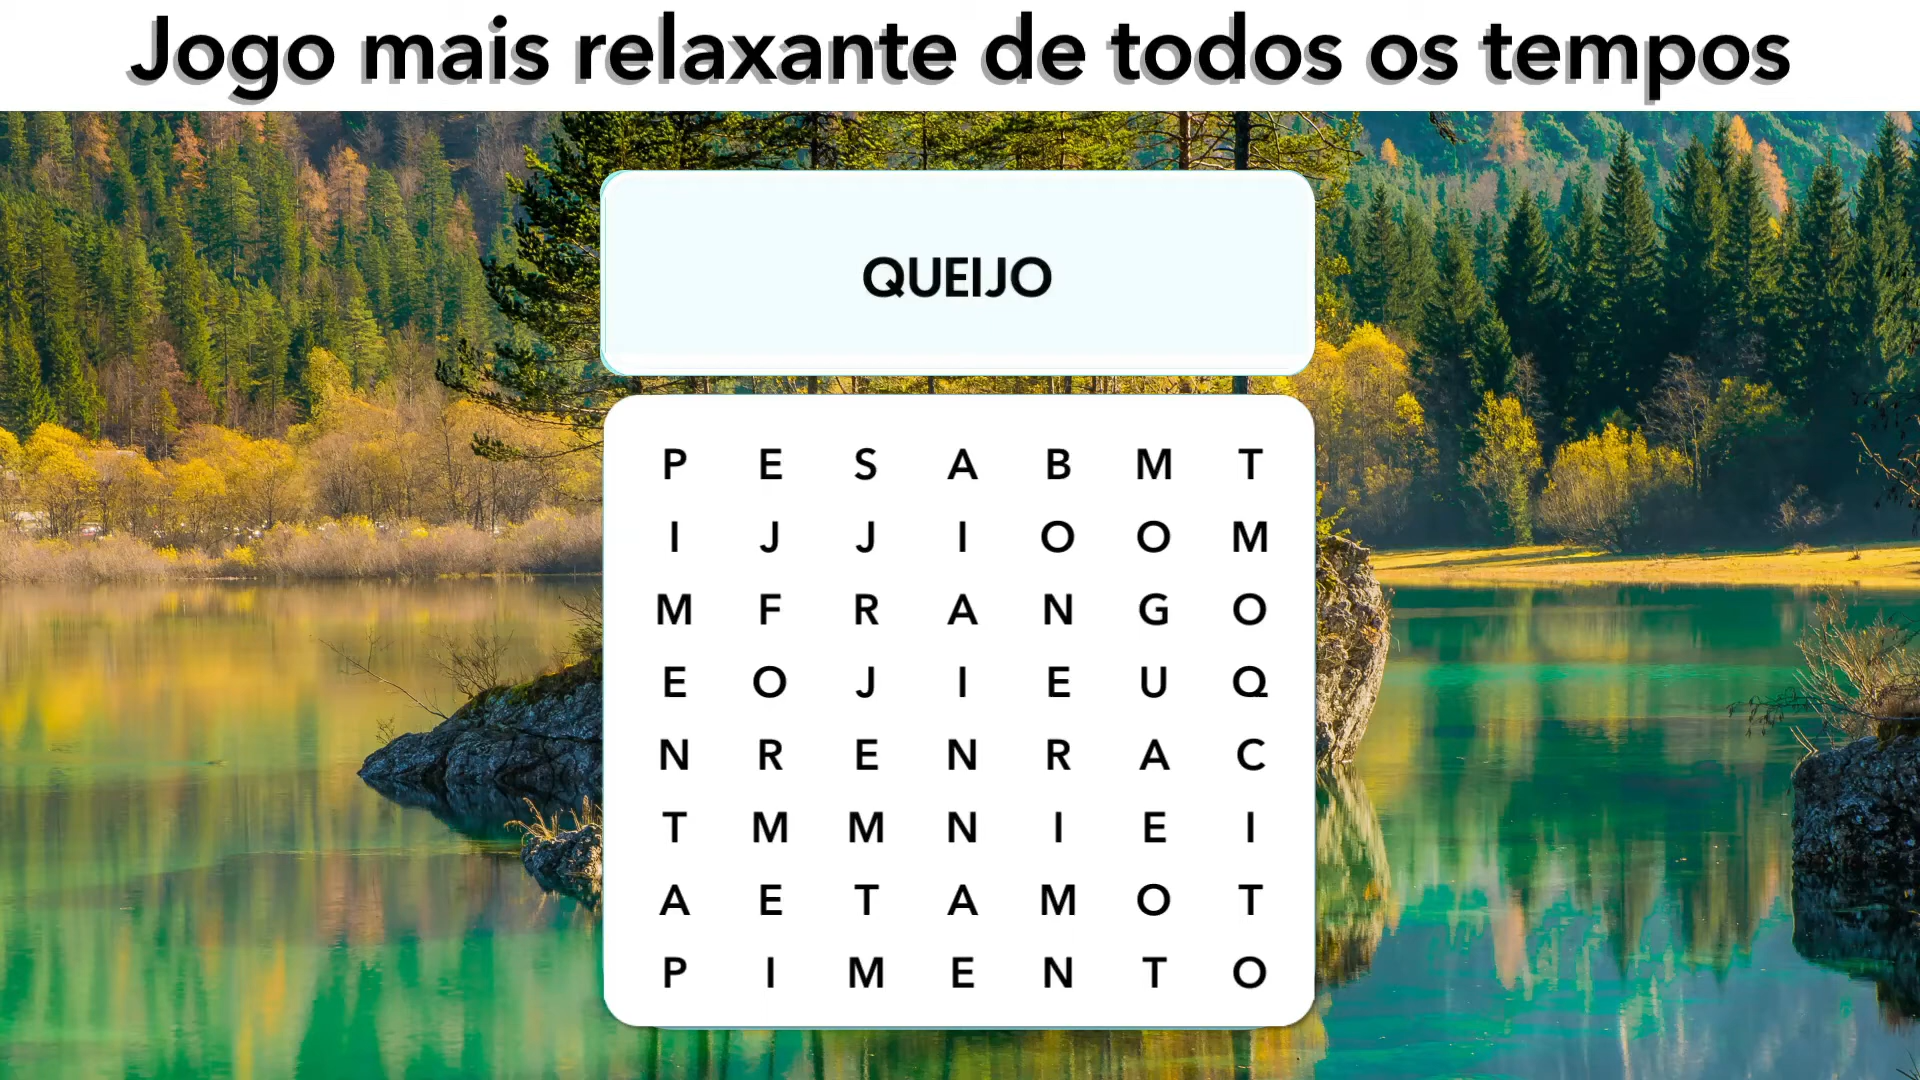 Jogo mais relaxante de todos os tempos
QUEIJO
P E S A B M T
I J J I O O M
M F R A N G O
E O J I E U Q
N R E N R A C
T M M N I E I
A E T A M O T
P I M E N T O